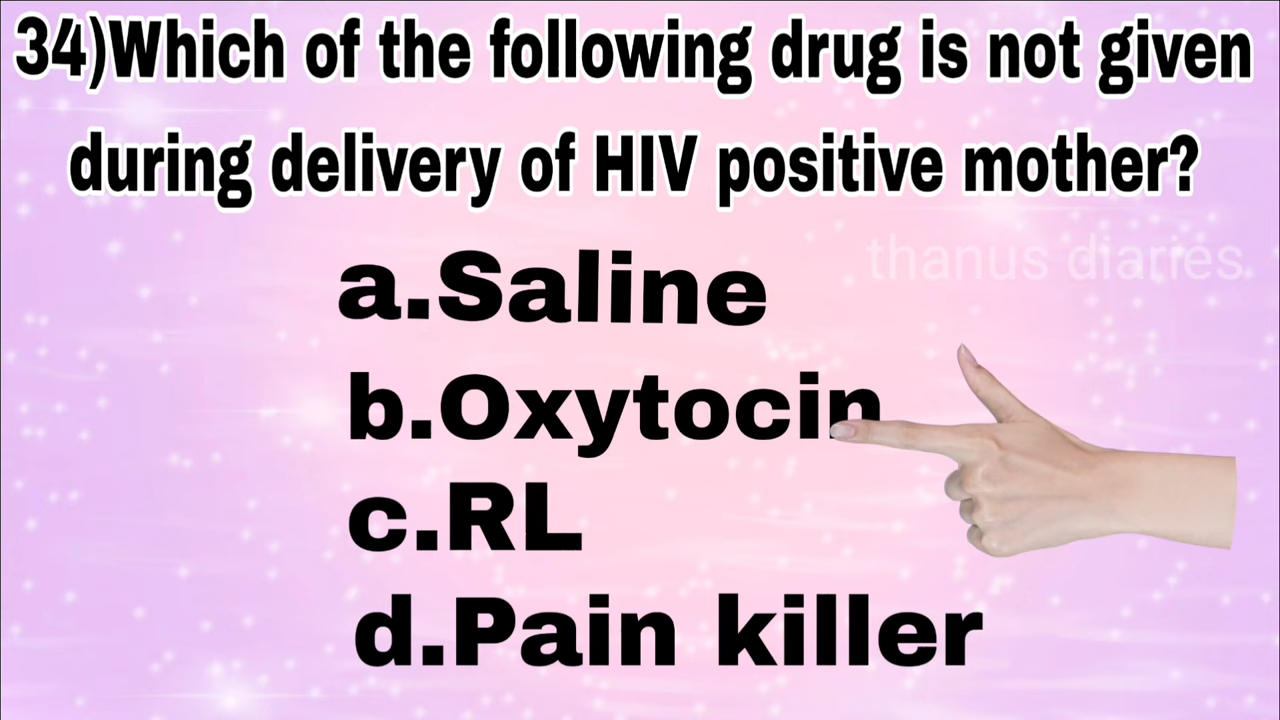 34)Which of the following drug is not given
during delivery of HIV positive mother?
thanus diaries
a.Saline
b.Oxytocin
c.RL
d.Pain killer